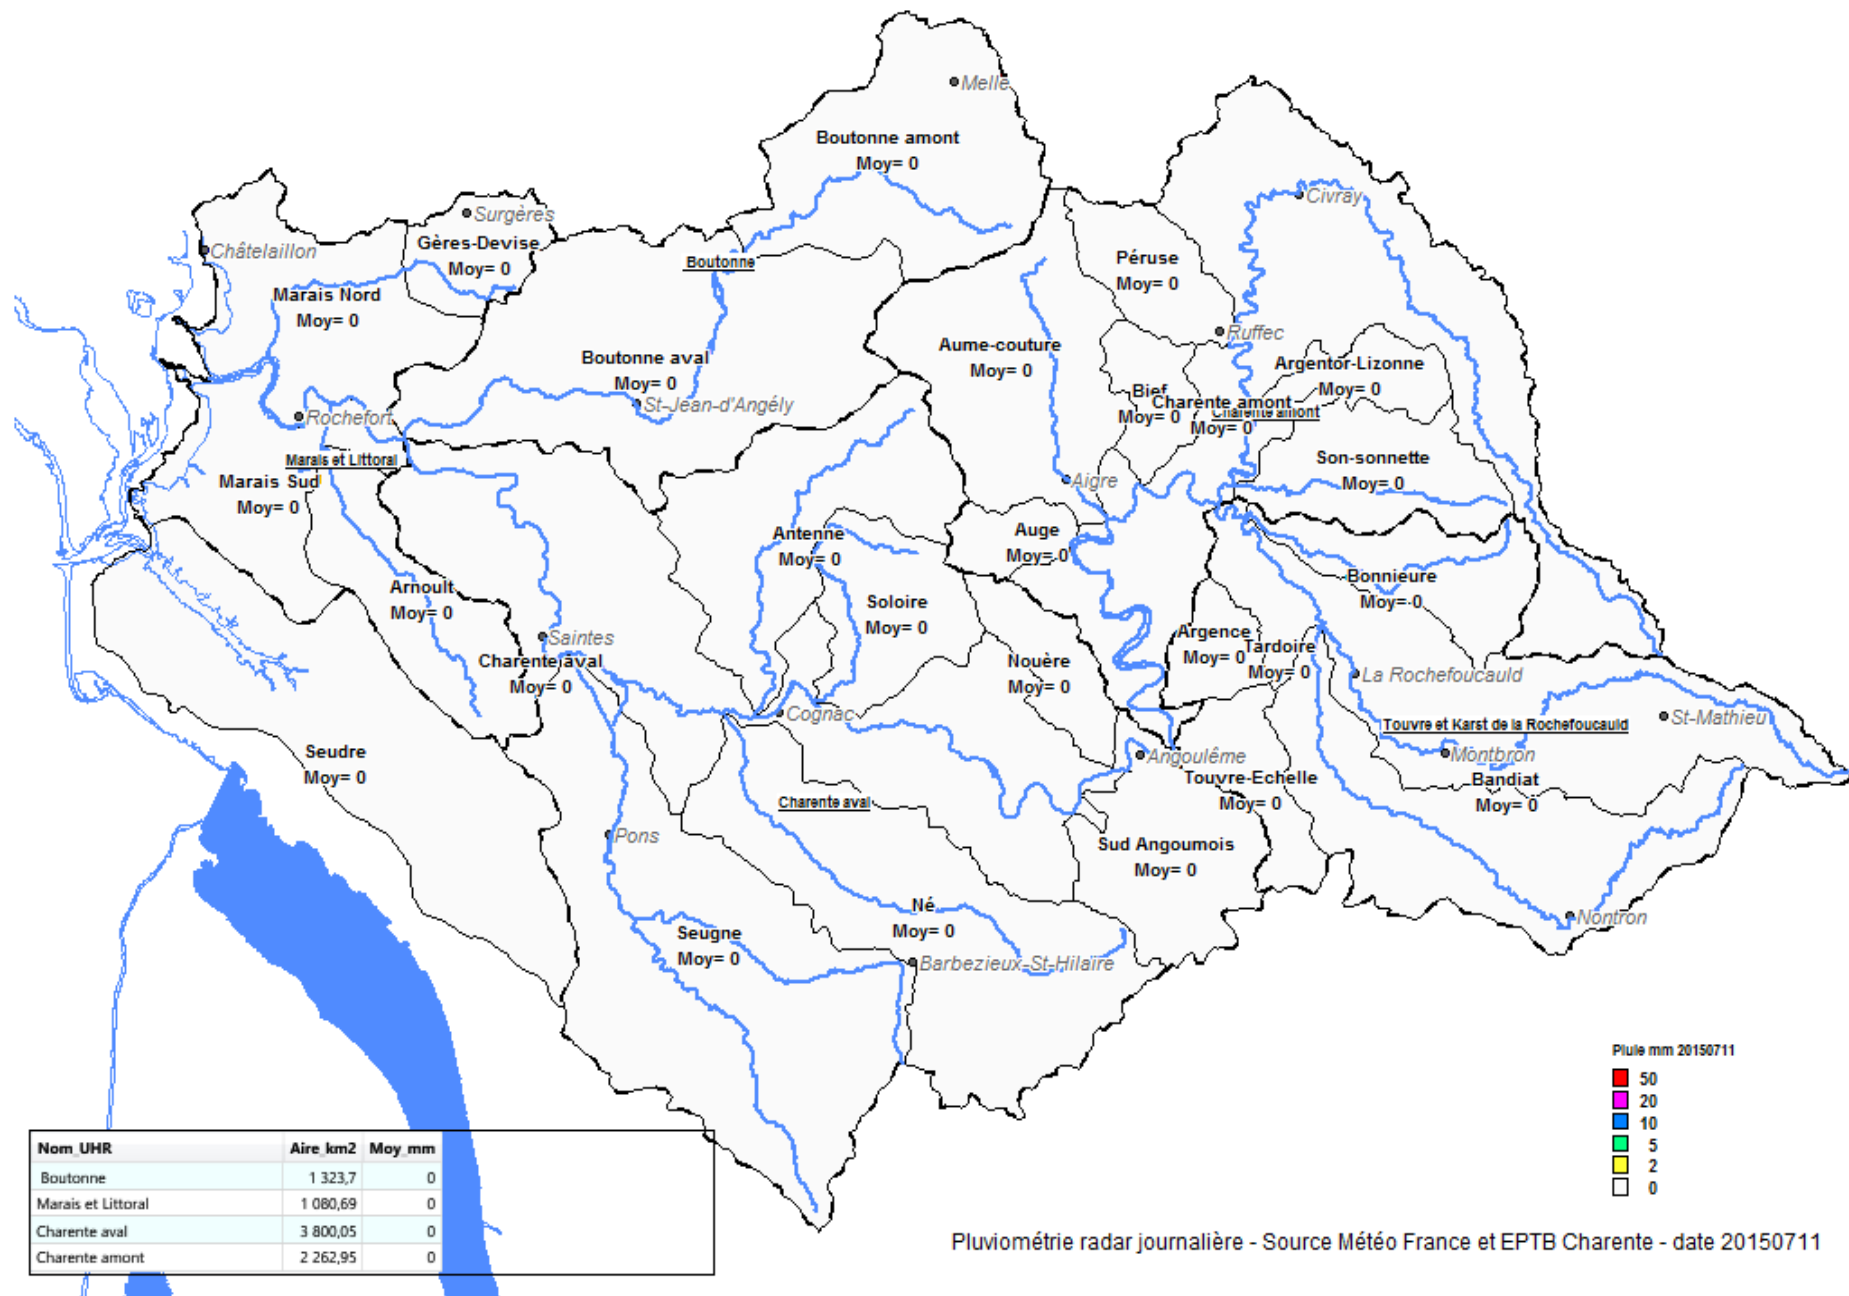 Melle
Boutonne amont
Moy= 0
Civray
Surgères
Châtelaillon
Gères-Devise
Moy= 0
Boutonne
Péruse
Moy= 0
Marais Nord
Moy= 0
Ruffec
Aume-couture
Moy= 0
Boutonne aval
Moy= 0
Argentor-Lizonne
Moy= 0
Bief
Moy= 0
Charente amont
Moy= 0
Charente amont
St-Jean-d'Angély
Rochefort
Marais et Littoral
Marais Sud
Moy= 0
Son-sonnette
Moy= 0
Aigre
Auge
Moy= 0
Antenne
Moy= 0
Bonnieure
Moy= 0
Arnoult
Moy= 0
Soloire
Moy= 0
Saintes
Argence
Moy= 0
Tardoire
Moy= 0
Charente aval
Moy= 0
Nouère
Moy= 0
La Rochefoucauld
Cognac
Touvre et Karst de la Rochefoucauld
St-Mathieu
Seudre
Moy= 0
Angoulême
Montbron
Touvre-Echelle
Moy= 0
Bandiat
Moy= 0
Charente aval
Pons
Sud Angoumois
Moy= 0
Né
Moy= 0
Nontron
Seugne
Moy= 0
Barbezieux-St-Hilaire
Pluie mm 20150711
50
20
10
5
2
0
Nom_UHR Aire_km2 Moy_mm
Boutonne 1 323,7 0
Marais et Littoral 1 080,69 0
Charente aval 3 800,05 0
Charente amont 2 262,95 0
Pluviométrie radar journalière - Source Météo France et EPTB Charente - date 20150711